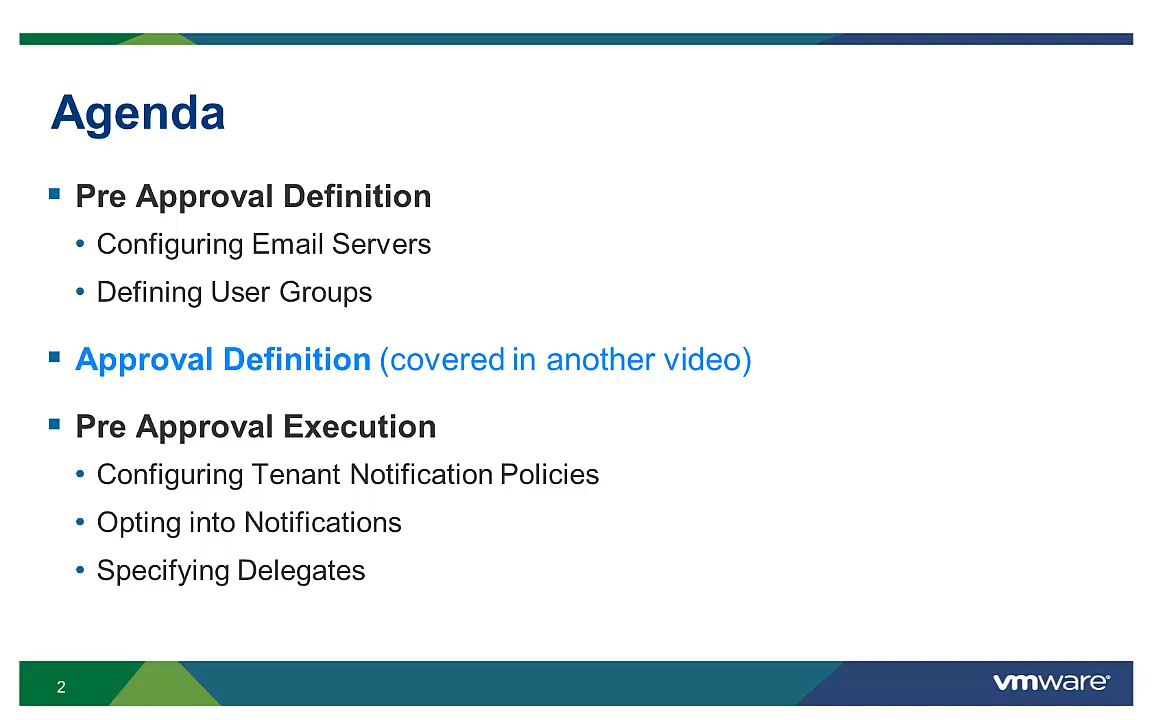 Agenda
Pre Approval Definition
Configuring Email Servers
Defining User Groups
Approval Definition (covered in another video)
Pre Approval Execution
Configuring Tenant Notification Policies
Opting into Notifications
Specifying Delegates
2
vmware®